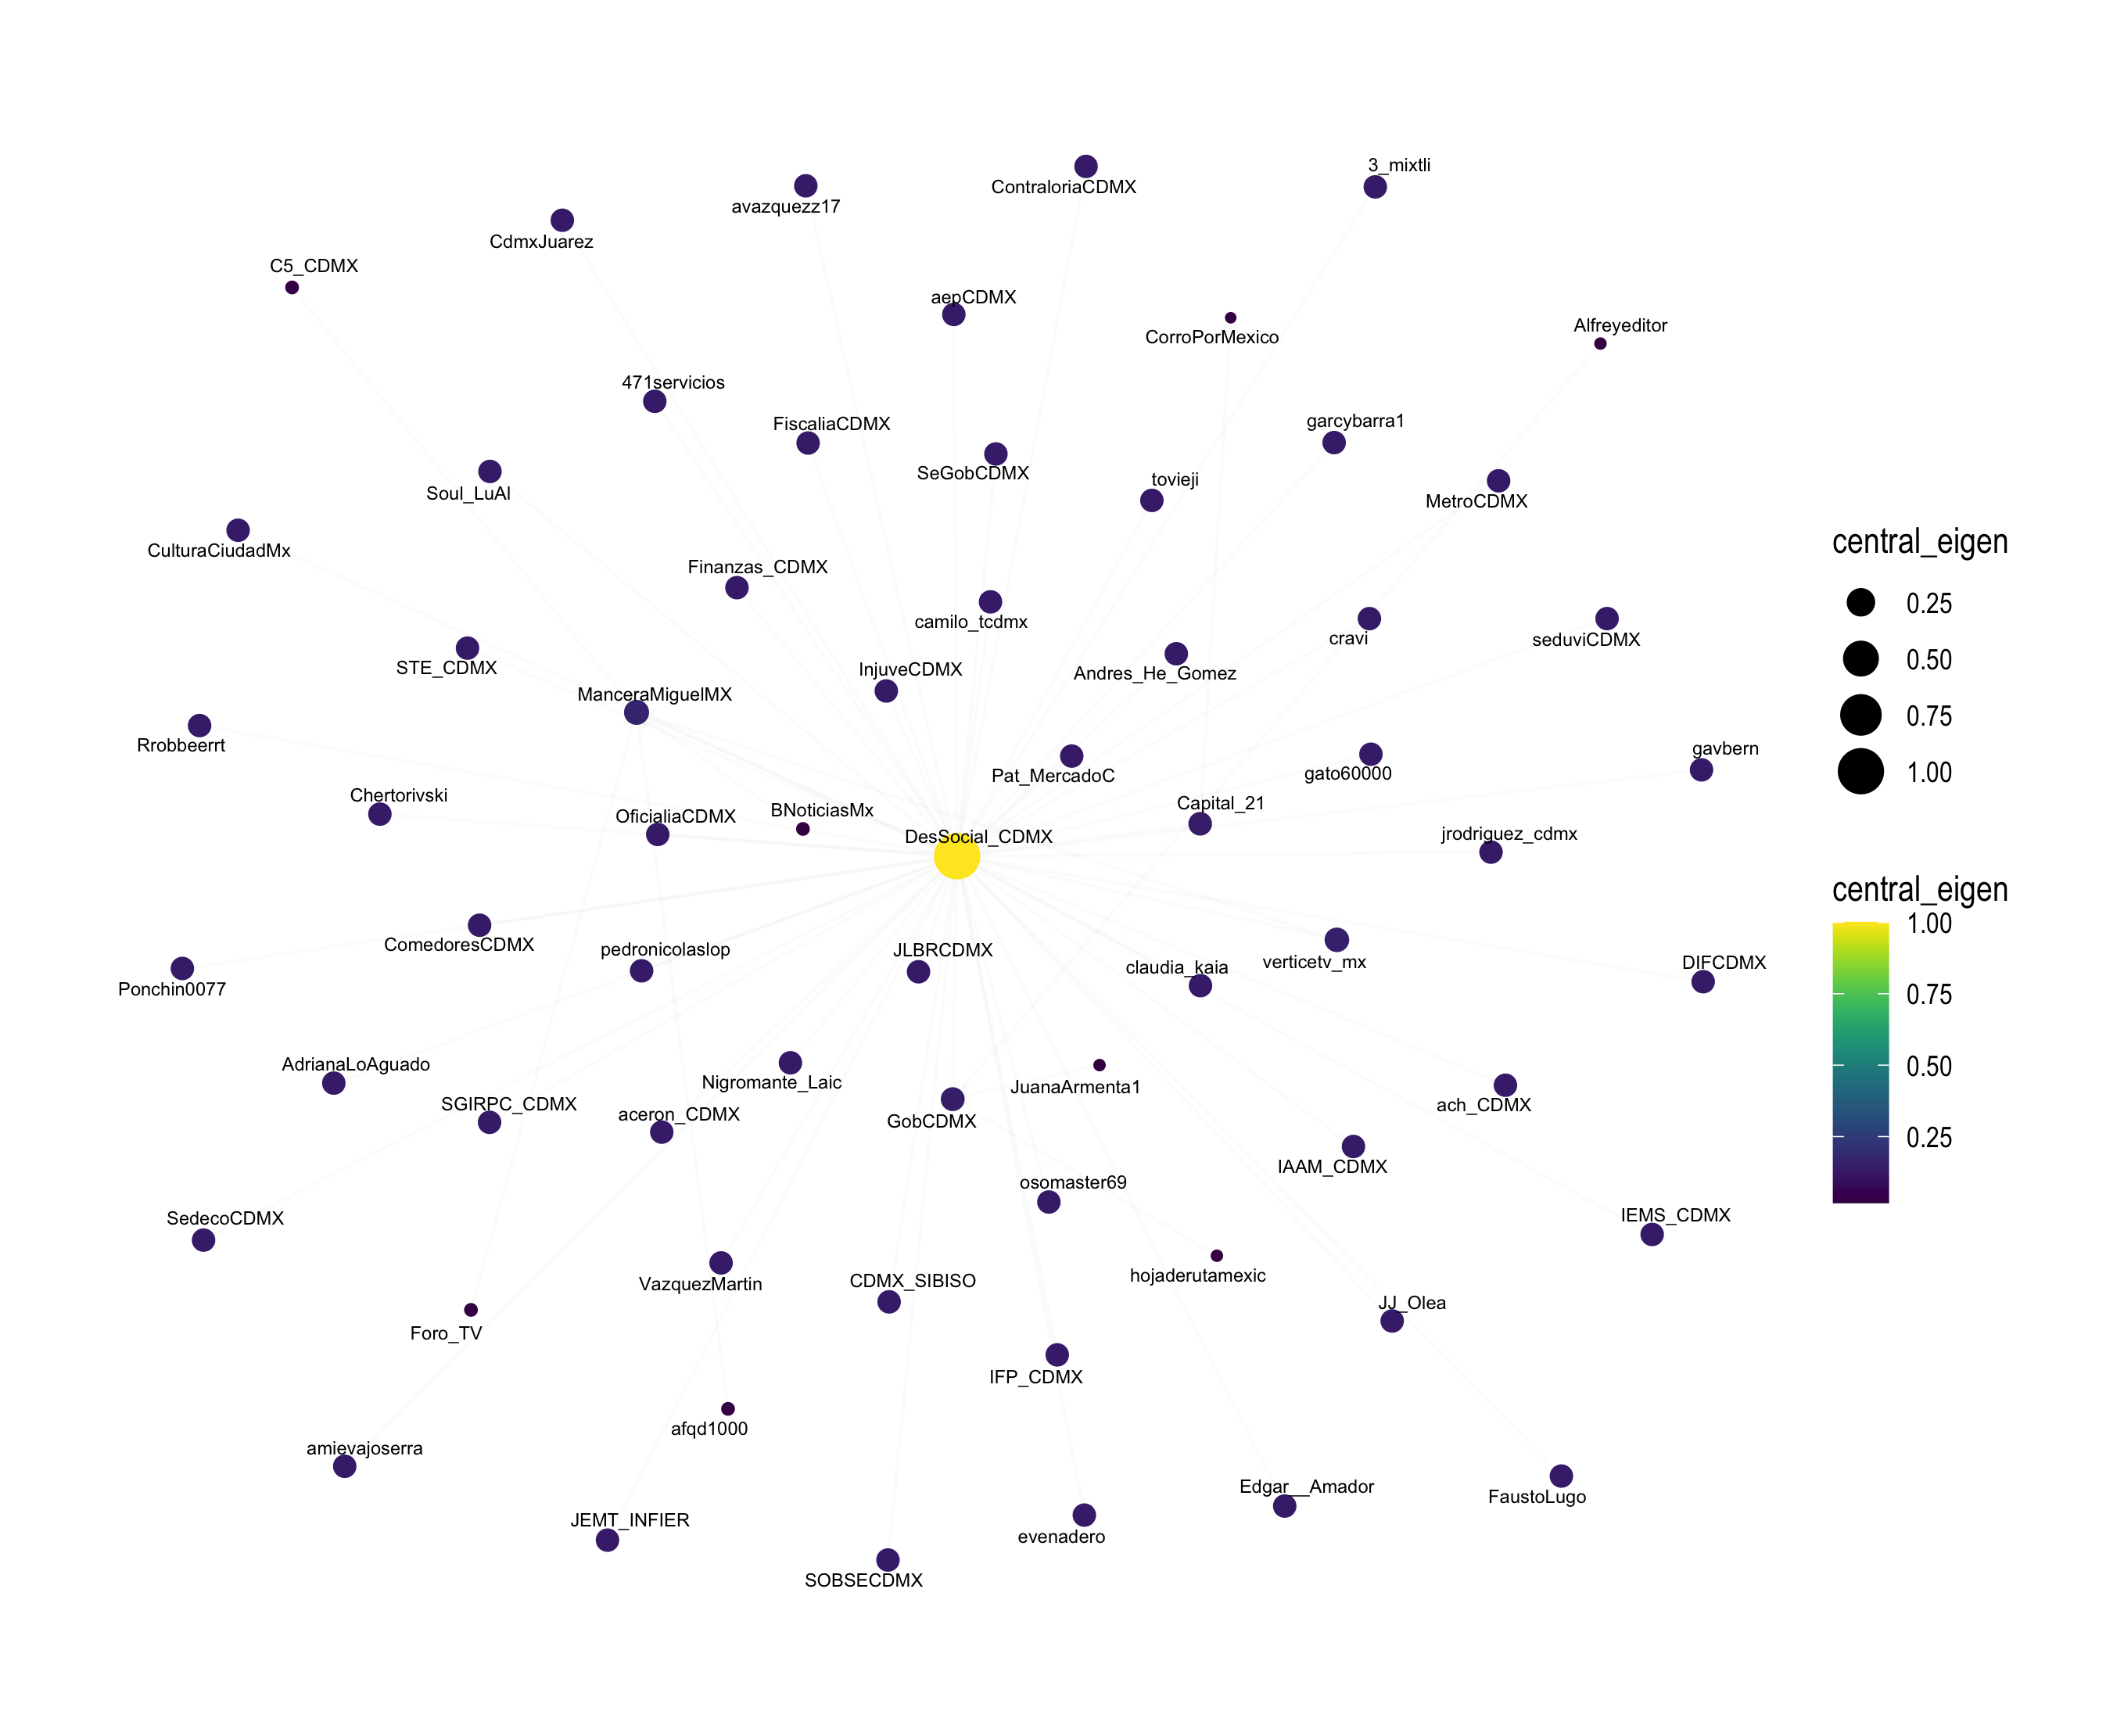 3_mixtli
ContraloriaCDMX
avazquezz17
CdmxJuarez
C5_CDMX
aepCDMX
CorroPorMexico
Alfreyeditor
471servicios
FiscaliaCDMX
garcybarra1
SeGobCDMX
tovieji
Soul_LuAl
MetroCDMX
CulturaCiudadMx
central_eigen
Finanzas_CDMX
0.25
camilo_tcdmx
cravi
seduviCDMX
0.50
STE_CDMX
InjuveCDMX
Andres_He_Gomez
ManceraMiguelMX
0.75
Rrobbeerrt
gavbern
Pat_MercadoC
gato60000
1.00
Chertorivski
OficialiaCDMX
BNoticiasMx
Capital_21
DesSocial_CDMX
jrodriguez_cdmx
central_eigen
1.00
ComedoresCDMX
pedronicolaslop
JLBRCDMX
claudia_kaia
verticetv_mx
DIFCDMX
Ponchin0077
0.75
AdrianaLoAguado
0.50
Nigromante_Laic
JuanaArmenta1
SGIRPC_CDMX
aceron_CDMX
GobCDMX
ach_CDMX
0.25
IAAM_CDMX
osomaster69
SedecoCDMX
IEMS_CDMX
VazquezMartin
CDMX_SIBISO
hojaderutamexic
JJ_Olea
Foro_TV
IFP_CDMX
afqd1000
amievajoserra
Edgar__Amador
FaustoLugo
JEMT_INFIER
evenadero
SOBSECDMX